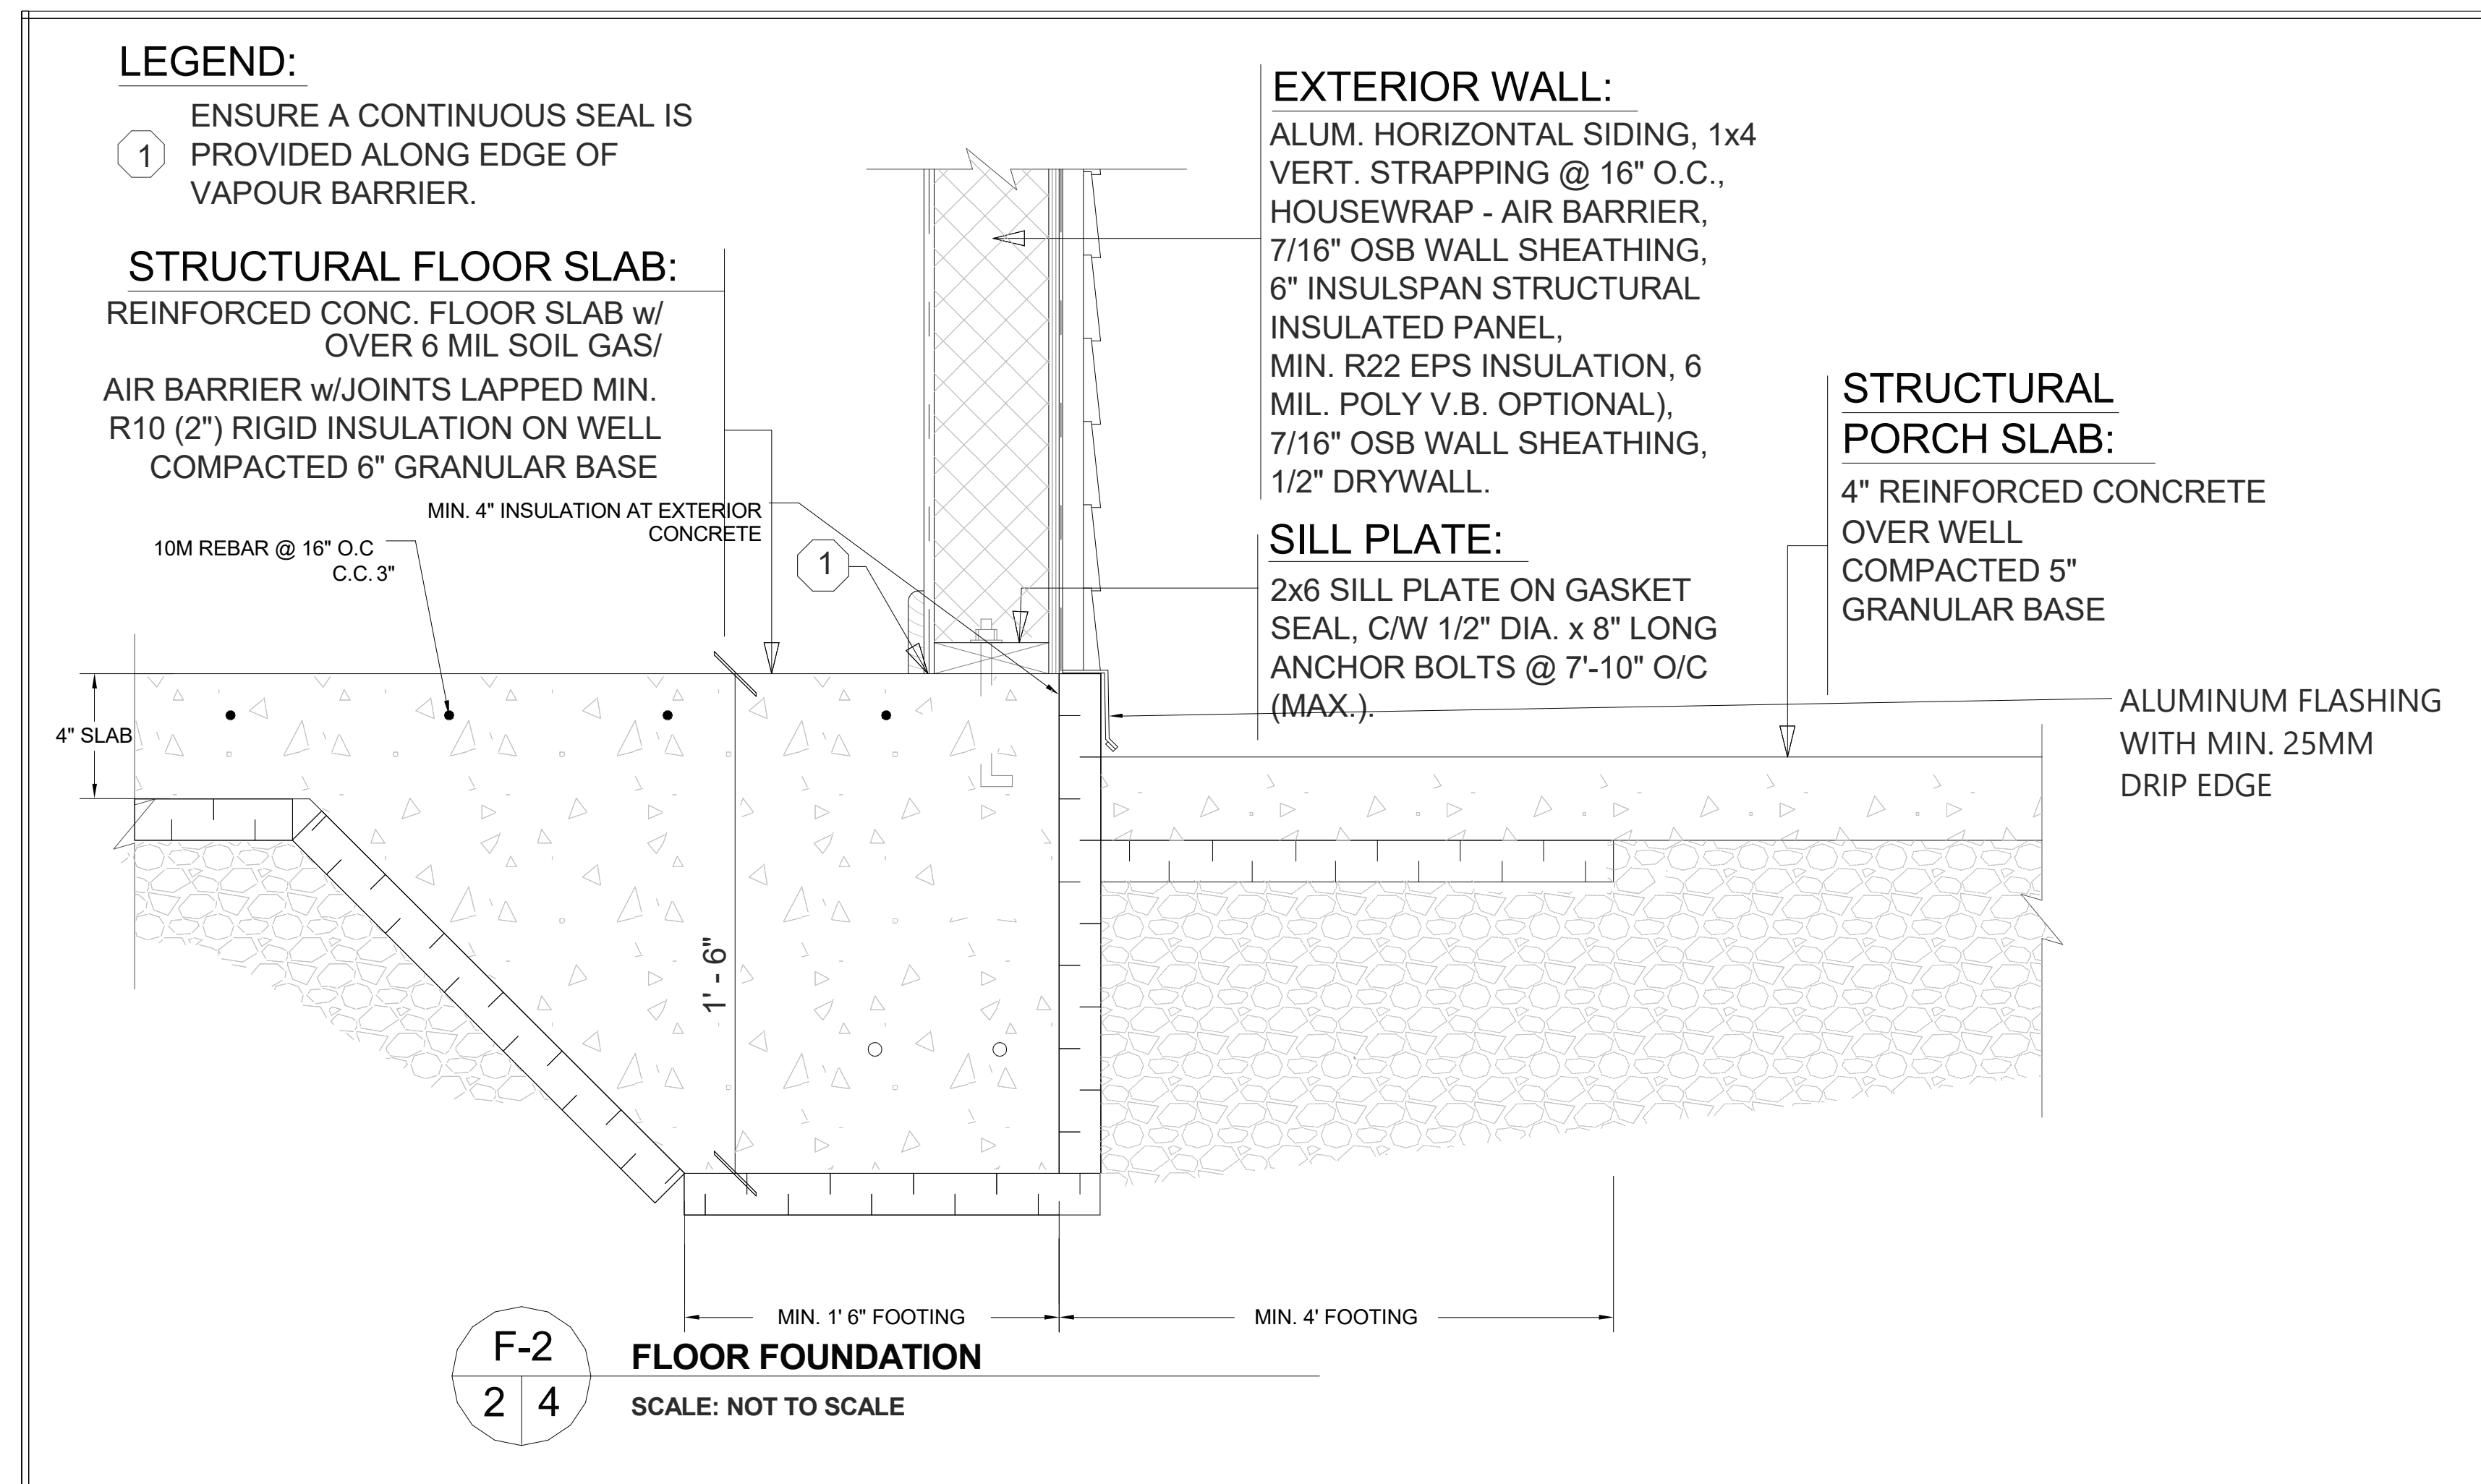 LEGEND:
1
ENSURE A CONTINUOUS SEAL IS
PROVIDED ALONG EDGE OF
VAPOUR BARRIER.
STRUCTURAL FLOOR SLAB:
REINFORCED CONC. FLOOR SLAB w/
OVER 6 MIL SOIL GAS/
AIR BARRIER w/JOINTS LAPPED MIN.
R10 (2") RIGID INSULATION ON WELL
COMPACTED 6" GRANULAR BASE
MIN. 4" INSULATION AT EXTERIOR
CONCRETE
10M REBAR @ 16" O.C
C.C. 3"
1
4" SLAB
1' - 6"
EXTERIOR WALL:
ALUM. HORIZONTAL SIDING, 1x4
VERT. STRAPPING @ 16" O.C.,
HOUSEWRAP - AIR BARRIER,
7/16" OSB WALL SHEATHING,
6" INSULSPAN STRUCTURAL
INSULATED PANEL,
MIN. R22 EPS INSULATION, 6
MIL. POLY V.B. OPTIONAL),
7/16" OSB WALL SHEATHING,
1/2" DRYWALL.
SILL PLATE:
2x6 SILL PLATE ON GASKET
SEAL, C/W 1/2" DIA. x 8" LONG
ANCHOR BOLTS @ 7'-10" O/C
(MAX.).
STRUCTURAL
PORCH SLAB:
4" REINFORCED CONCRETE
OVER WELL
COMPACTED 5"
GRANULAR BASE
ALUMINUM FLASHING
WITH MIN. 25MM
DRIP EDGE
MIN. 1' 6" FOOTING
MIN. 4' FOOTING
F-2
2 4
FLOOR FOUNDATION
SCALE: NOT TO SCALE